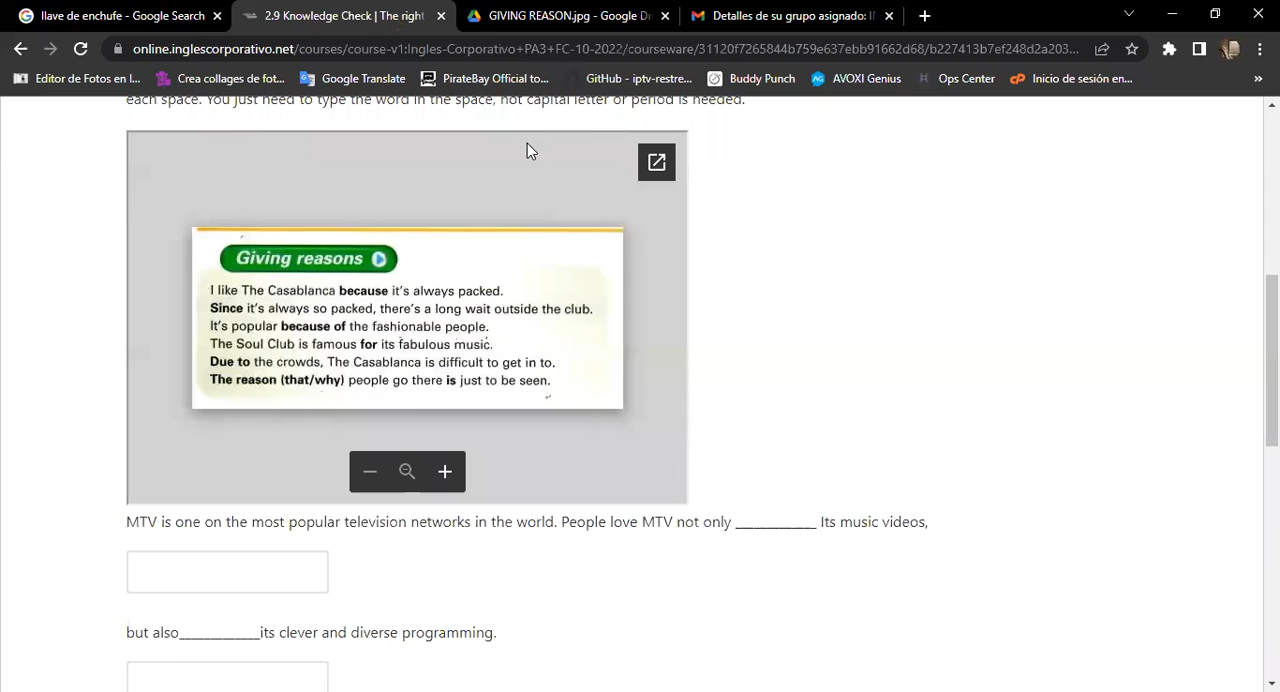 llave de enchufe - Google Search
2.9 Knowledge Check | The right
GIVING REASON.jpg - Google Dr
Detalles de su grupo asignado: II
online.inglescorporativo.net/courses/course-v1:Ingles-Corporativo+PA3+FC-10-2022/courseware/31120f7265844b759e637ebb91662d68/b227413b7ef248d2a203...
Editor de Fotos en l...
Crea collages de fot...
Google Translate
PirateBay Official to...
GitHub - iptv-restre...
Buddy Punch
AVOXI Genius
Ops Center
Inicio de sesión en...
»
each space. You just need to type the word in the space, not capital letter or period is needed.
Giving reasons
I like The Casablanca because it's always packed.
Since it's always so packed, there's a long wait outside the club.
It's popular because of the fashionable people.
The Soul Club is famous for its fabulous music.
Due to the crowds, The Casablanca is difficult to get in to.
The reason (that/why) people go there is just to be seen.
MTV is one on the most popular television networks in the world. People love MTV not only ____________ Its music videos,
but also____________its clever and diverse programming.